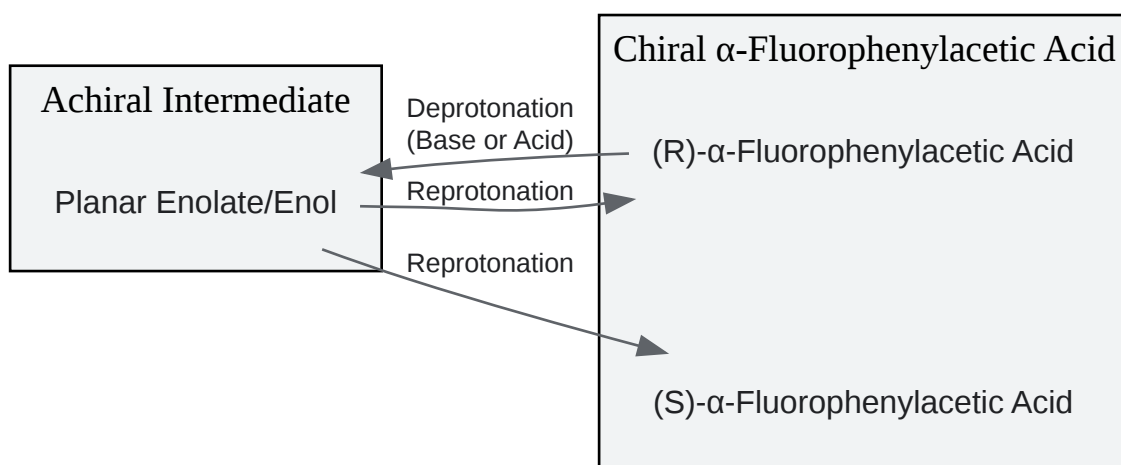 Chiral α-Fluorophenylacetic Acid
Achiral Intermediate
Deprotonation
(Base or Acid)
(R)-α-Fluorophenylacetic Acid
Planar Enolate/Enol
Reprotonation
Reprotonation
(S)-α-Fluorophenylacetic Acid